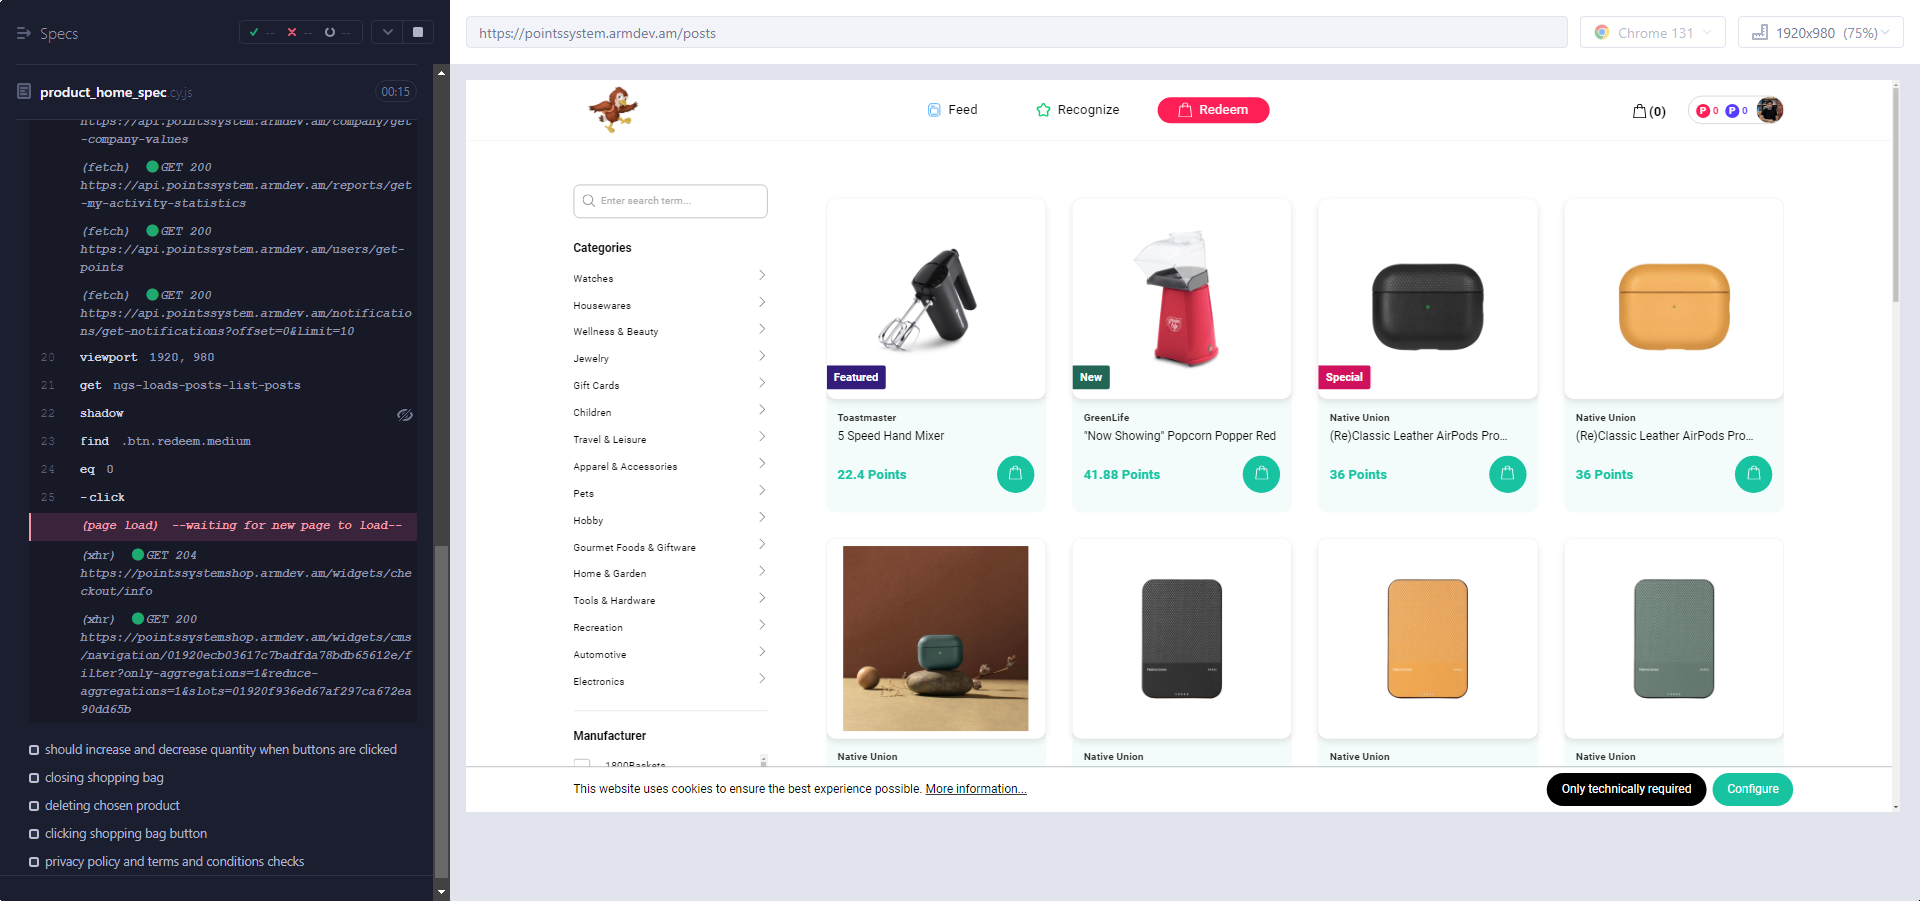 Specs
-- -- --
product_home_spec.cy.js
00:15
https://api.pointssystem.armdev.am/company/get
-company-values
(fetch) GET 200
https://api.pointssystem.armdev.am/reports/get
-my-activity-statistics
(fetch) GET 200
https://api.pointssystem.armdev.am/users/get-
points
(fetch) GET 200
https://api.pointssystem.armdev.am/notificatio
ns/get-notifications?offset=0&limit=10
20 viewport 1920, 980
21 get ngs-loads-posts-list-posts
22 shadow
23 find .btn.redeem.medium
24 eq 0
25 -click
(page load) --waiting for new page to load--
(xhr) GET 204
https://pointssystemshop.armdev.am/widgets/che
ckout/info
(xhr) GET 200
https://pointssystemshop.armdev.am/widgets/cms
/navigation/01920ecb03617c7badfda78bdb65612e/f
ilter?only-aggregations=1&reduce-
aggregations=1&slots=01920f936ed67af297ca672ea
90dd65b
should increase and decrease quantity when buttons are clicked
closing shopping bag
deleting chosen product
clicking shopping bag button
privacy policy and terms and conditions checks
https://pointssystem.armdev.am/posts
Chrome 131
1920x980 (75%)
Feed
Recognize
Redeem
(0)
P 0 P 0
Enter search term...
Categories
Watches
Housewares
Wellness & Beauty
Jewelry
Gift Cards
Children
Travel & Leisure
Apparel & Accessories
Pets
Hobby
Gourmet Foods & Giftware
Home & Garden
Tools & Hardware
Recreation
Automotive
Electronics
Manufacturer
1800Baskets
Featured
Toastmaster
5 Speed Hand Mixer
22.4 Points
New
GreenLife
"Now Showing" Popcorn Popper Red
41.88 Points
Special
Native Union
(Re)Classic Leather AirPods Pro...
36 Points
Native Union
(Re)Classic Leather AirPods Pro...
36 Points
Native Union
Native Union
Native Union
Native Union
This website uses cookies to ensure the best experience possible. More information...
Only technically required
Configure